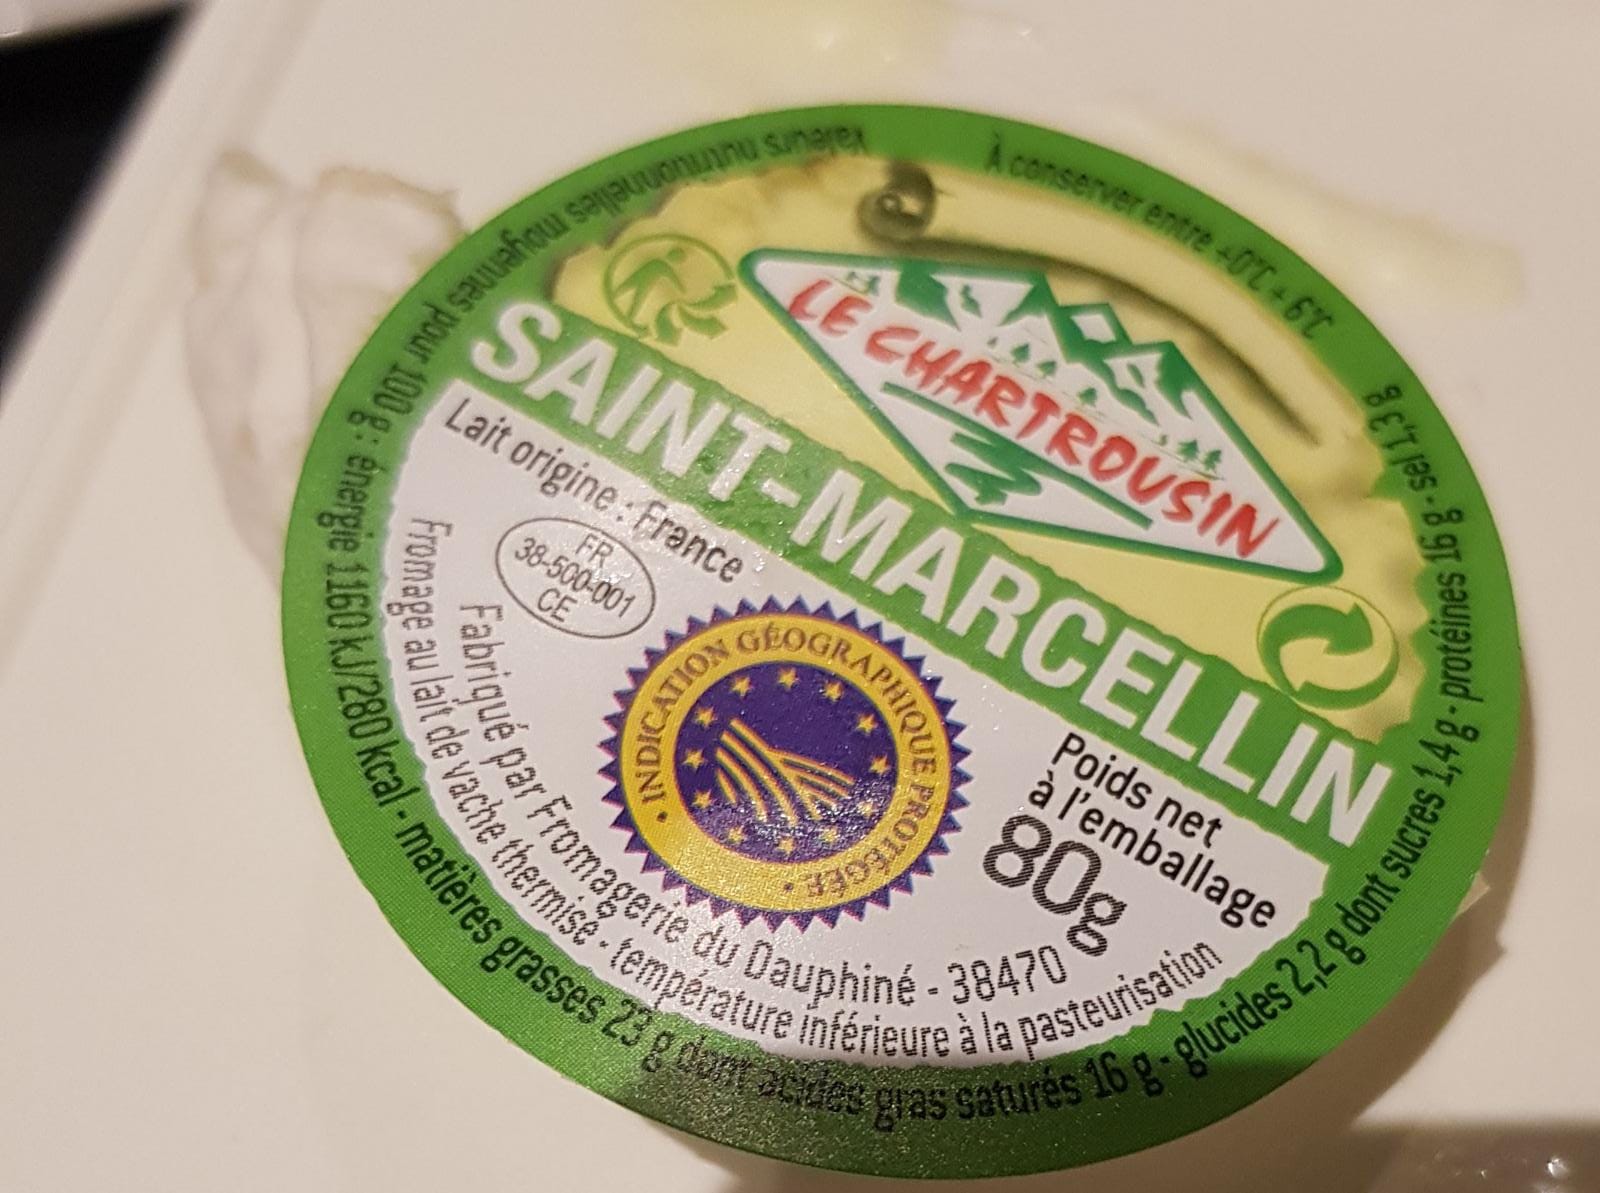 LE CHARTROUSIN
SAINT-MARCELLIN
Lait origine : France
FR
38-500-001
CE
INDICATION GÉOGRAPHIQUE PROTÉGÉE
Poids net
à l'emballage
80g
Fabriqué par Fromagerie du Dauphiné - 38470
Fromage au lait de vache thermisé - température inférieure à la pasteurisation
Valeurs nutritionnelles moyennes pour 100 g : énergie 1160 kJ/280 kcal - matières grasses 23 g dont acides gras saturés 16 g - glucides 2,2 g dont sucres 1,4 g - protéines 16 g - sel 1,3 g
À conserver entre +0°C + 6°C